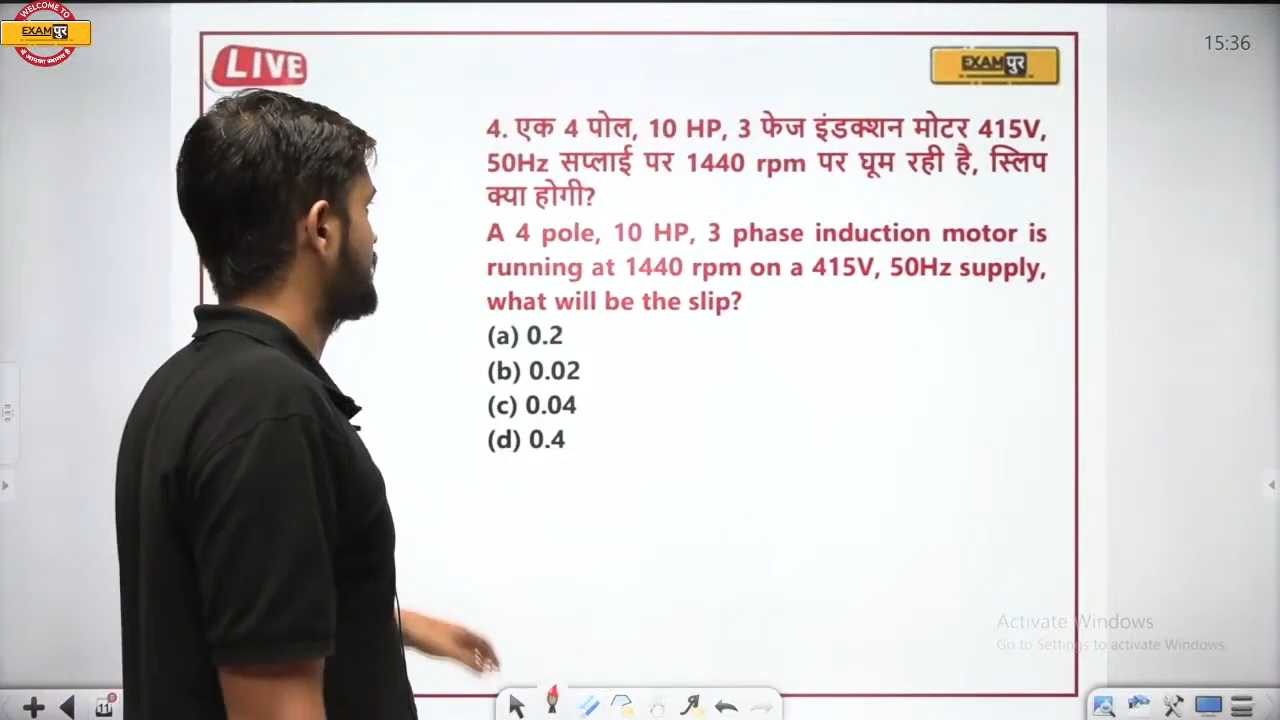 WELCOME TO
EXAMपुर
LIVE
EXAMपुर
15:36
4. एक 4 पोल, 10 HP, 3 फेज इंडक्शन मोटर 415V,
50Hz सप्लाई पर 1440 rpm पर घूम रही है, स्लिप
क्या होगी?
A 4 pole, 10 HP, 3 phase induction motor is
running at 1440 rpm on a 415V, 50Hz supply,
what will be the slip?
(a) 0.2
(b) 0.02
(c) 0.04
(d) 0.4
Activate Windows
Go to Settings to activate Windows.
11